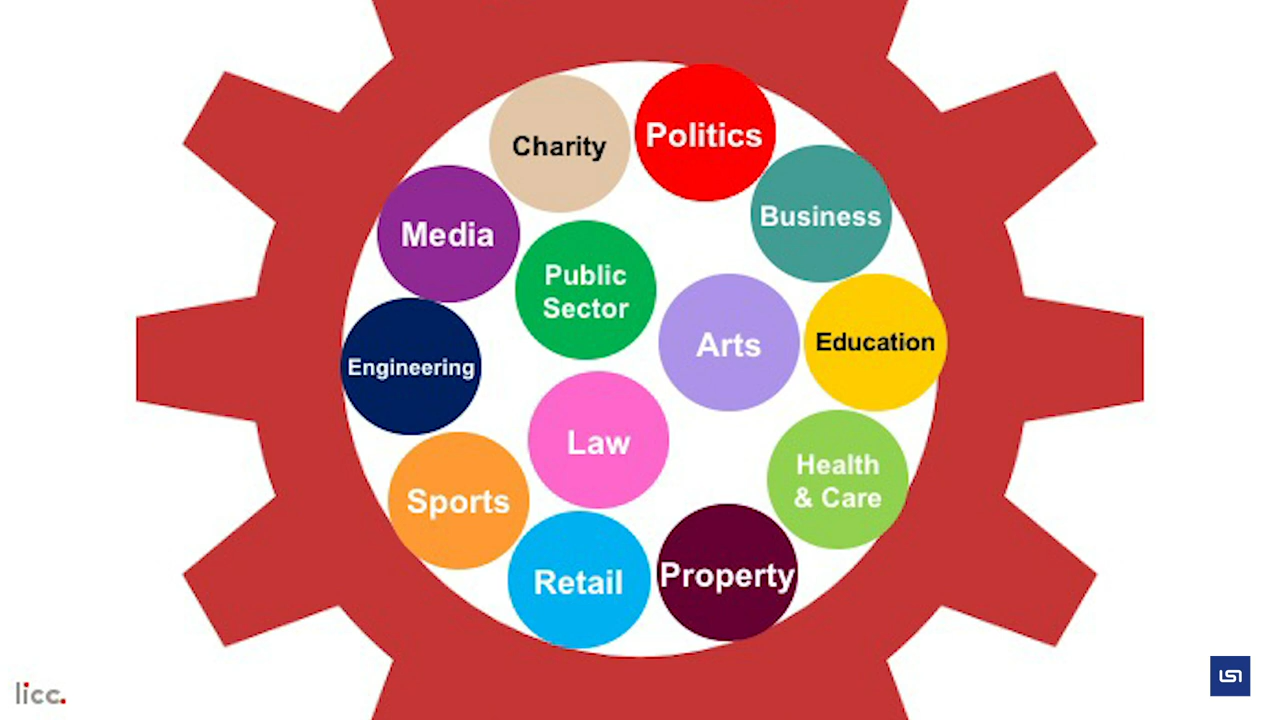 Charity
Politics
Business
Media
Public
Sector
Arts
Education
Engineering
Law
Health
& Care
Sports
Retail
Property
licc.